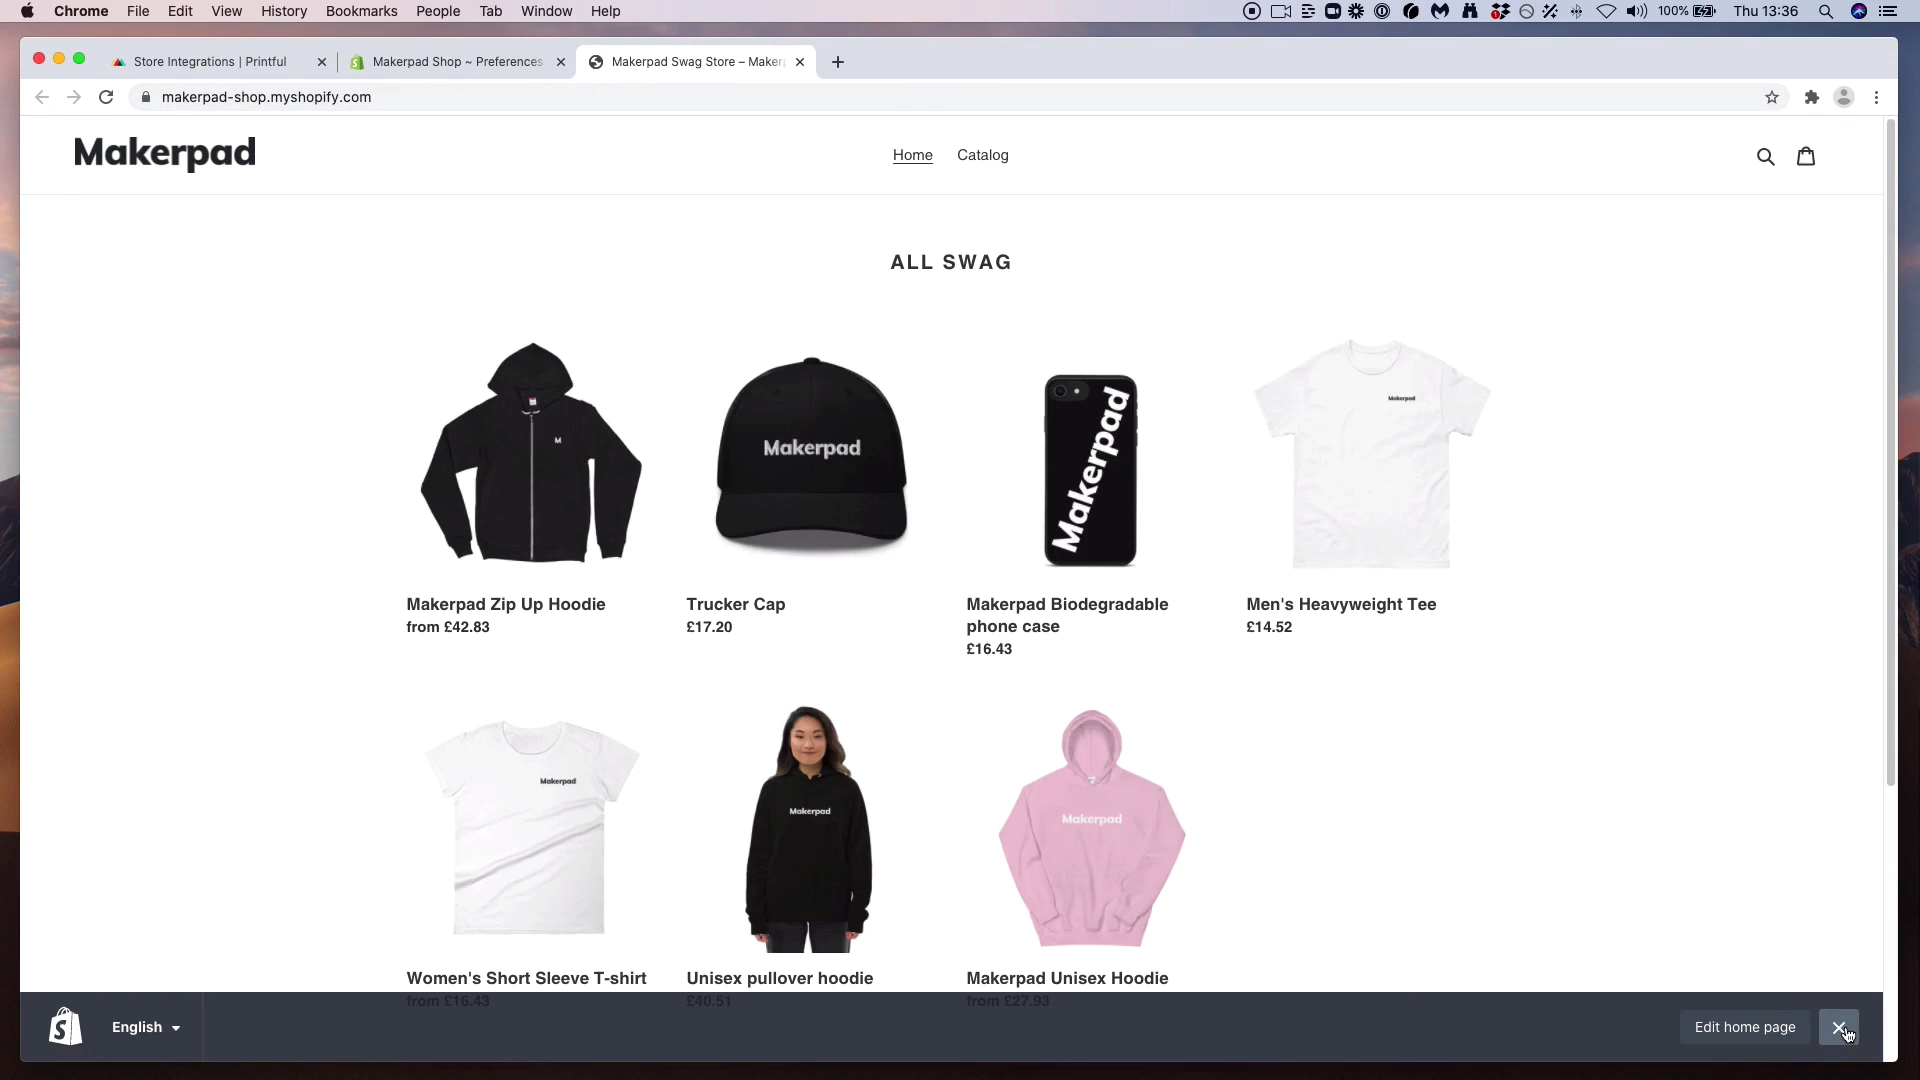 Chrome File Edit View History Bookmarks People Tab Window Help
100% Thu 13:36
Store Integrations | Printful
Makerpad Shop ~ Preferences
Makerpad Swag Store – Maker
makerpad-shop.myshopify.com
Makerpad
Home Catalog
ALL SWAG
M
Makerpad
Makerpad
Makerpad
Makerpad Zip Up Hoodie
from £42.83
Trucker Cap
£17.20
Makerpad Biodegradable
phone case
£16.43
Men's Heavyweight Tee
£14.52
Makerpad
Makerpad
Makerpad
Women's Short Sleeve T-shirt
from £16.43
Unisex pullover hoodie
£40.51
Makerpad Unisex Hoodie
from £27.93
English
Edit home page